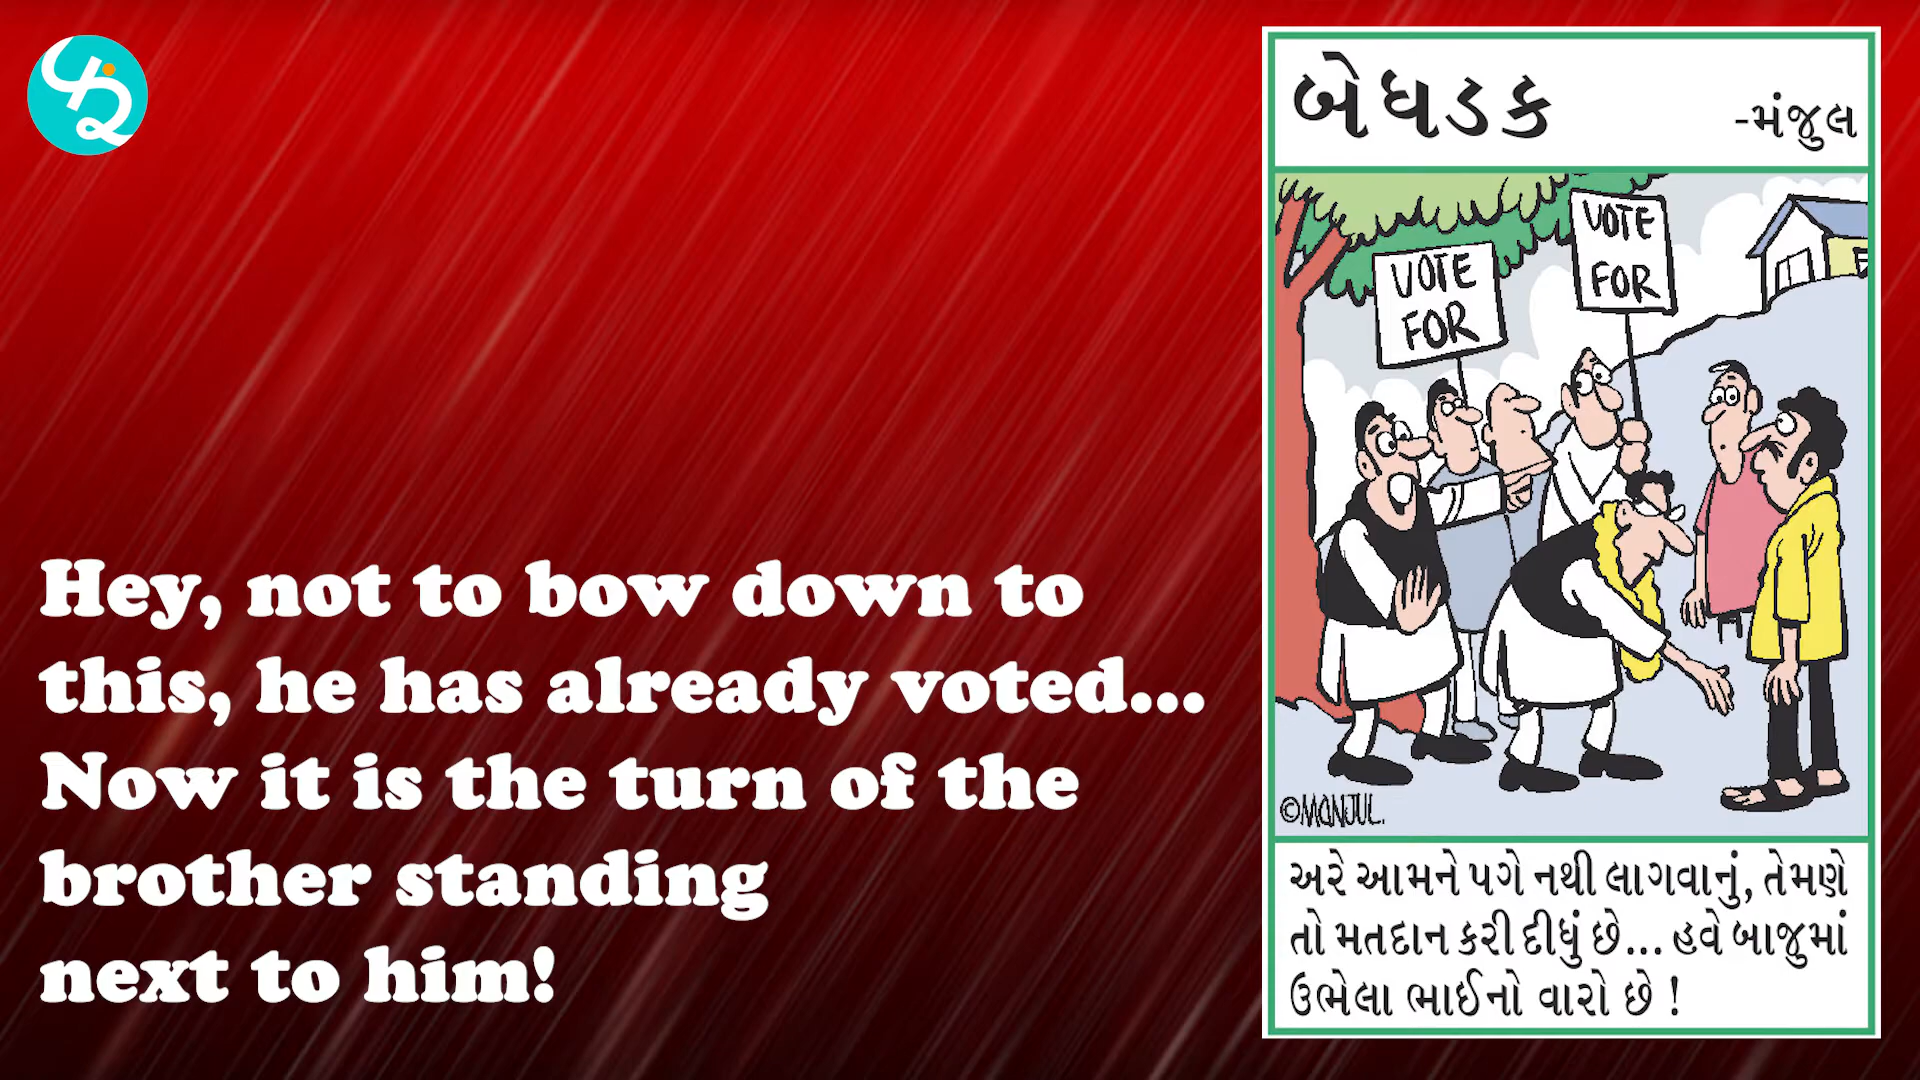 Hey, not to bow down to
this, he has already voted...
Now it is the turn of the
brother standing
next to him!
બેધડક
-મંજુલ
VOTE
FOR
VOTE
FOR
©MANJUL.
અરે આમને પગે નથી લાગવાનું, તેમણે
તો મતદાન કરી દીધું છે... હવે બાજુમાં
ઉભેલા ભાઈનો વારો છે !